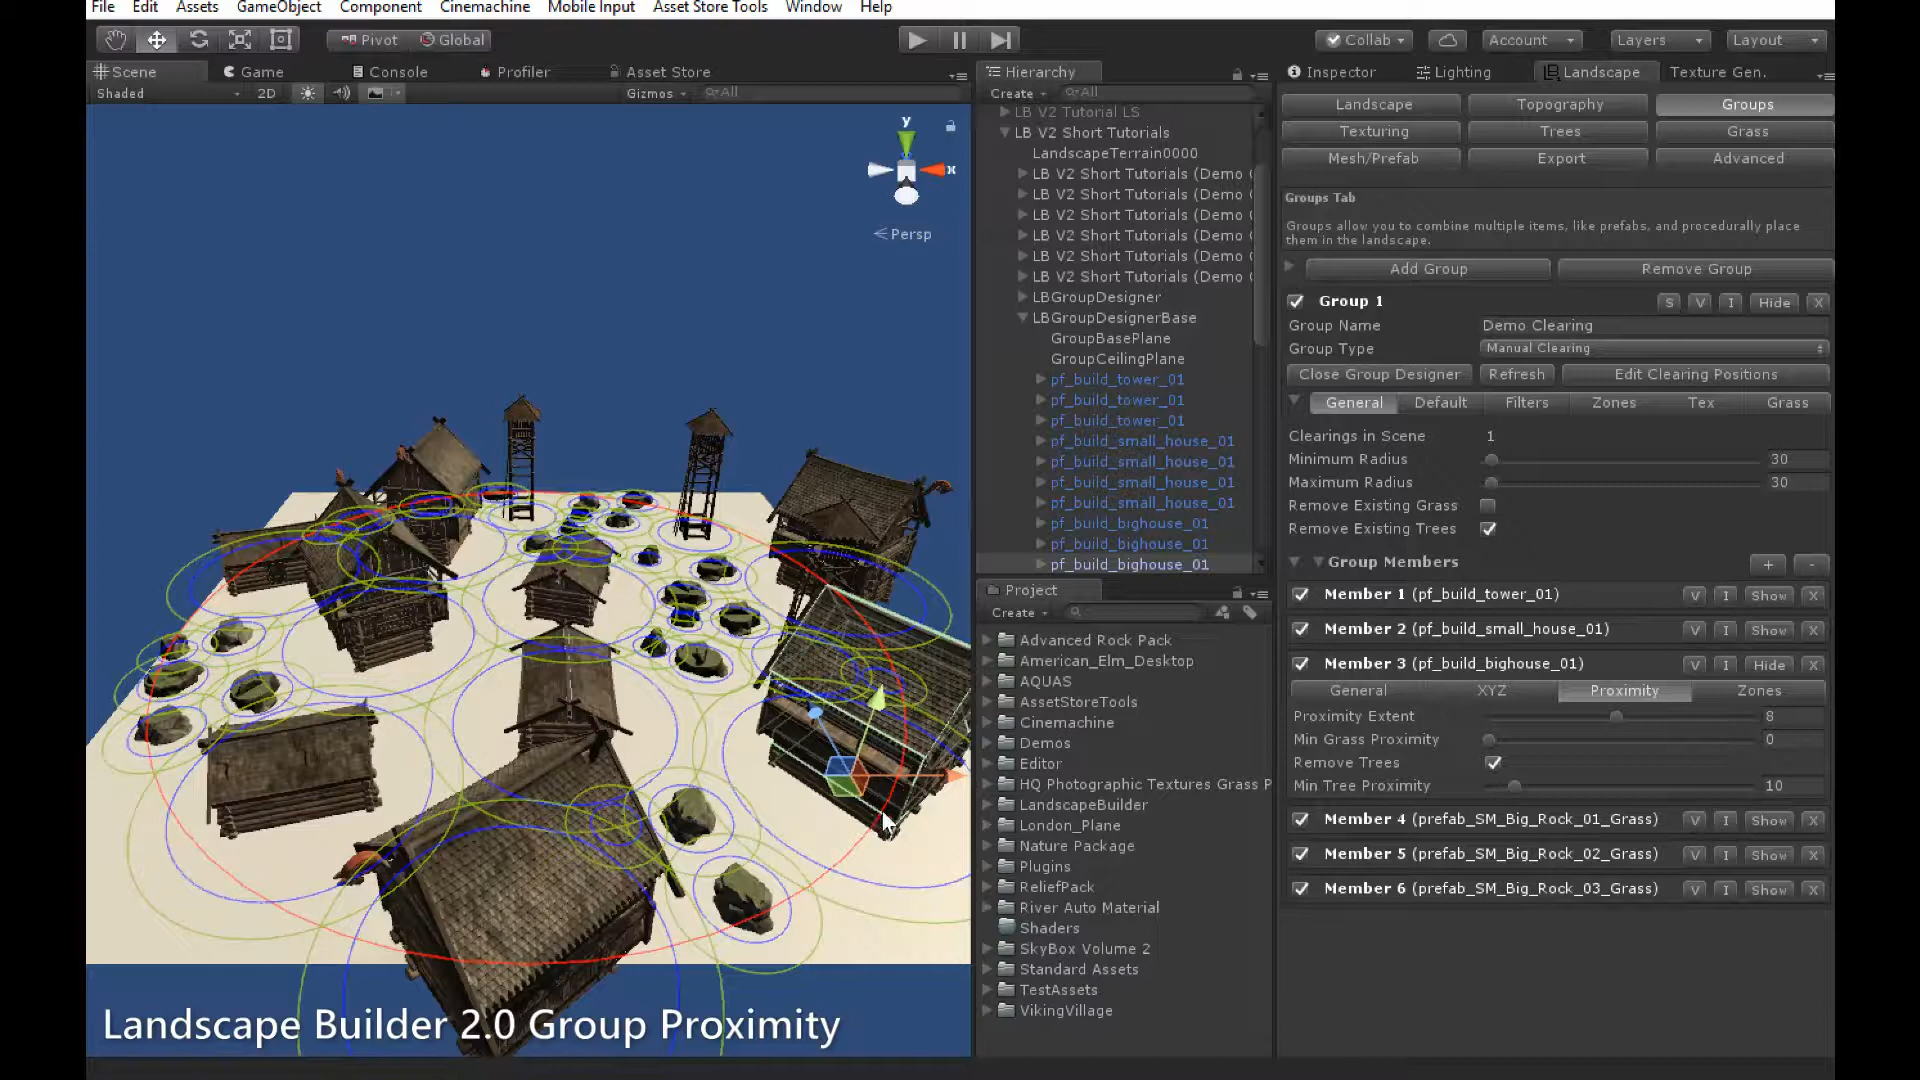 File Edit Assets GameObject Component Cinemachine Mobile Input Asset Store Tools Window Help
Pivot Global Collab Account Layers Layout
Scene Game Console Profiler Asset Store
Shaded 2D Gizmos All
y
x
Persp
Landscape Builder 2.0 Group Proximity
Hierarchy
Create All
LB V2 Tutorial LS
LB V2 Short Tutorials
LandscapeTerrain0000
LB V2 Short Tutorials (Demo
LB V2 Short Tutorials (Demo
LB V2 Short Tutorials (Demo
LB V2 Short Tutorials (Demo
LB V2 Short Tutorials (Demo
LB V2 Short Tutorials (Demo
LBGroupDesigner
LBGroupDesignerBase
GroupBasePlane
GroupCeilingPlane
pf_build_tower_01
pf_build_tower_01
pf_build_tower_01
pf_build_small_house_01
pf_build_small_house_01
pf_build_small_house_01
pf_build_small_house_01
pf_build_bighouse_01
pf_build_bighouse_01
pf_build_bighouse_01
Project
Create
Advanced Rock Pack
American_Elm_Desktop
AQUAS
AssetStoreTools
Cinemachine
Demos
Editor
HQ Photographic Textures Grass P
LandscapeBuilder
London_Plane
Nature Package
Plugins
ReliefPack
River Auto Material
Shaders
SkyBox Volume 2
Standard Assets
TestAssets
VikingVillage
Inspector Lighting Landscape Texture Gen.
Landscape Topography Groups
Texturing Trees Grass
Mesh/Prefab Export Advanced
Groups Tab
Groups allow you to combine multiple items, like prefabs, and procedurally place
them in the landscape.
Add Group Remove Group
Group 1 S V I Hide X
Group Name Demo Clearing
Group Type Manual Clearing
Close Group Designer Refresh Edit Clearing Positions
General Default Filters Zones Tex Grass
Clearings in Scene 1
Minimum Radius 30
Maximum Radius 30
Remove Existing Grass
Remove Existing Trees
Group Members + -
Member 1 (pf_build_tower_01) V I Show X
Member 2 (pf_build_small_house_01) V I Show X
Member 3 (pf_build_bighouse_01) V I Hide X
General XYZ Proximity Zones
Proximity Extent 8
Min Grass Proximity 0
Remove Trees
Min Tree Proximity 10
Member 4 (prefab_SM_Big_Rock_01_Grass) V I Show X
Member 5 (prefab_SM_Big_Rock_02_Grass) V I Show X
Member 6 (prefab_SM_Big_Rock_03_Grass) V I Show X